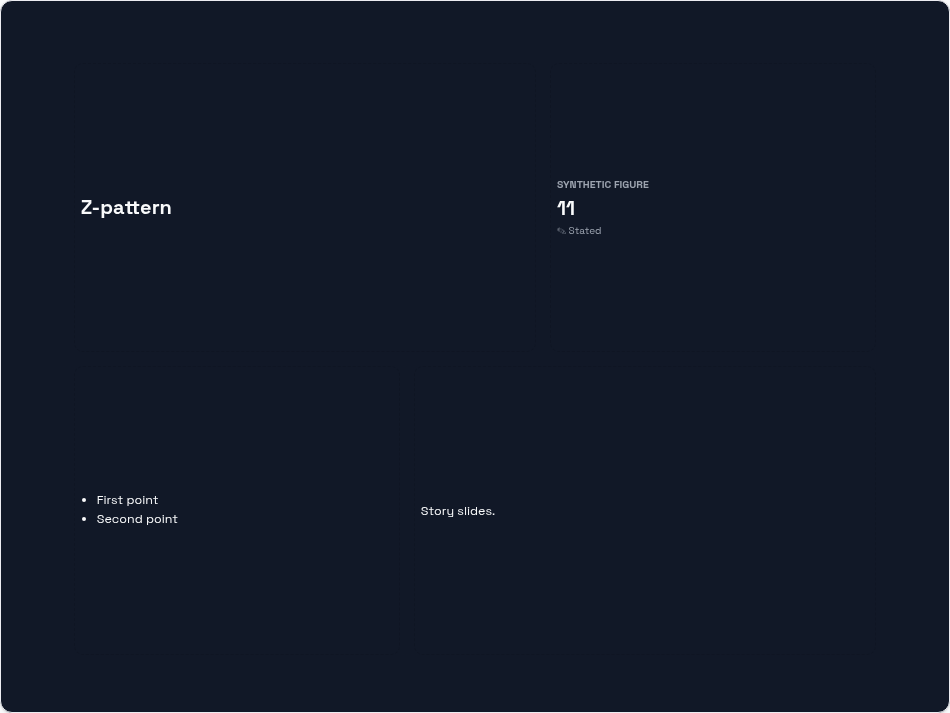 Z-pattern
SYNTHETIC FIGURE
11
✎ Stated
• First point
• Second point
Story slides.